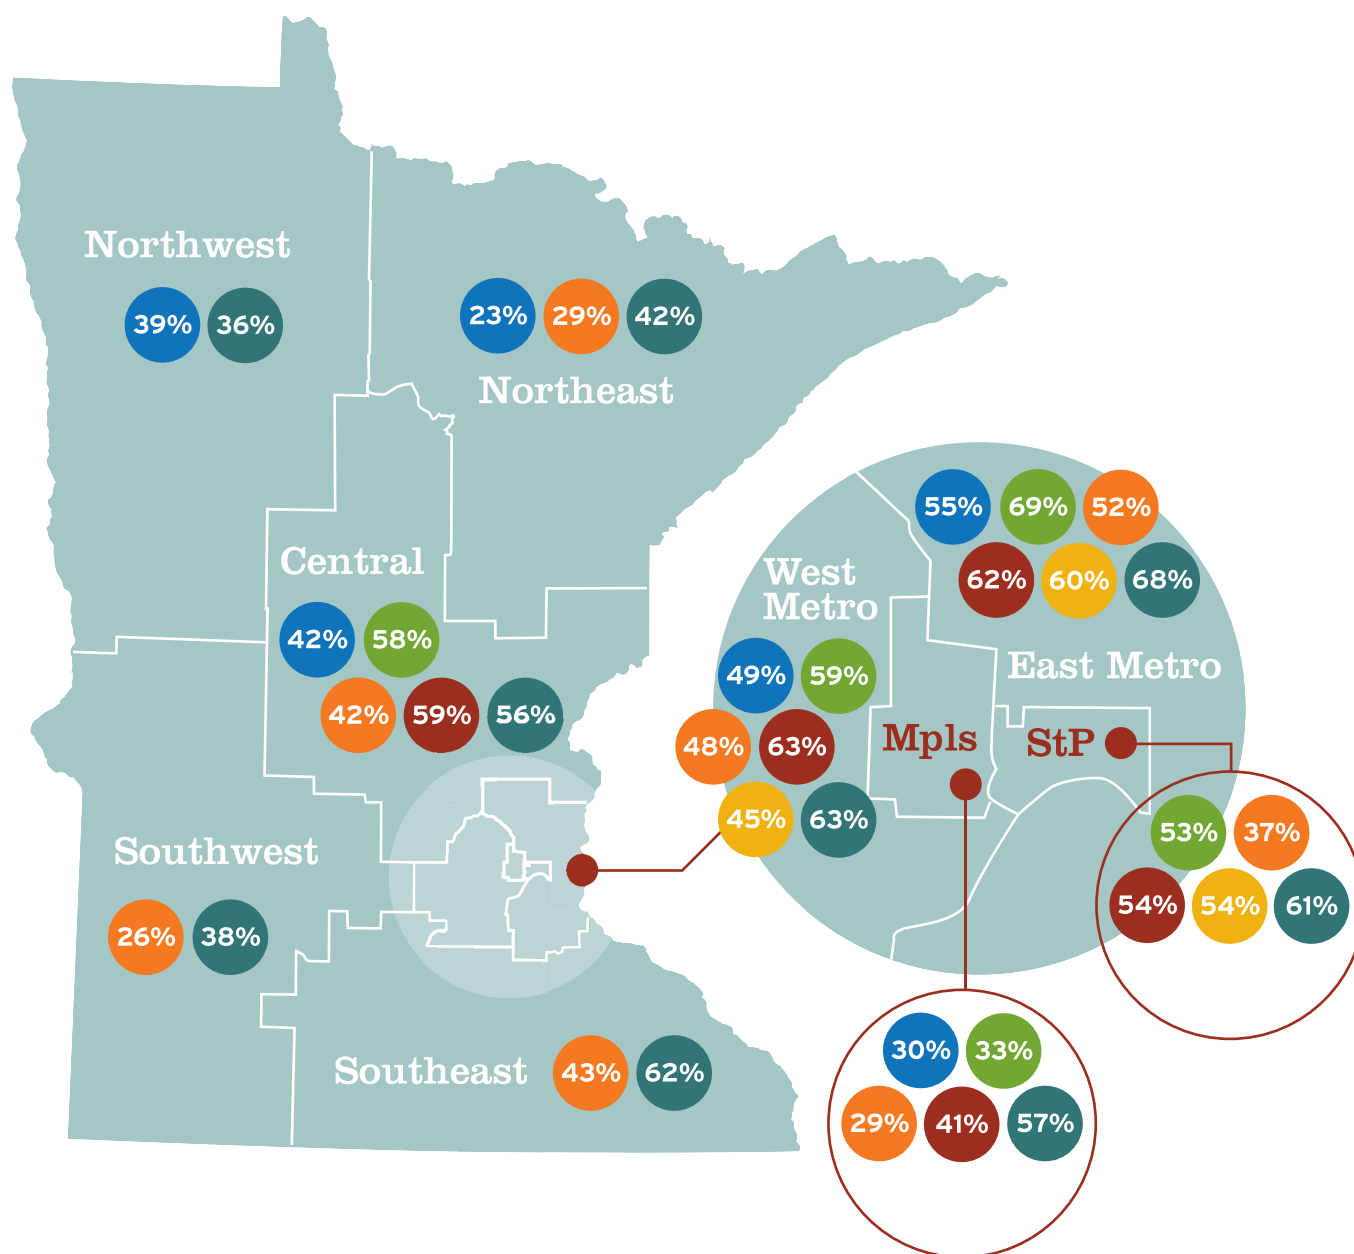 Northwest
39% 36%
23% 29% 42%
Northeast
Central
42% 58%
42% 59% 56%
Southwest
26% 38%
Southeast
43% 62%
55% 69% 52%
62% 60% 68%
East Metro
West
Metro
49% 59%
48% 63%
45% 63%
Mpls
StP
53% 37%
54% 54% 61%
30% 33%
29% 41% 57%